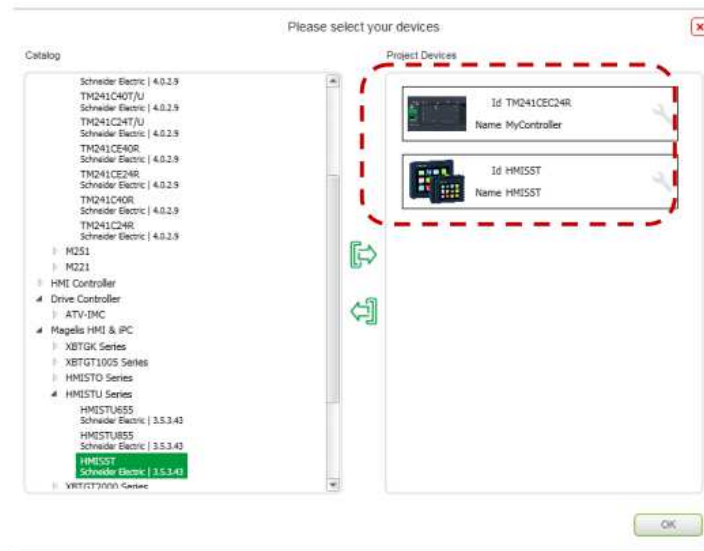 Please select your devices
Catalog
Project Devices
Schneider Electric | 4.0.2.9
TM241C40T/U
Schneider Electric | 4.0.2.9
TM241C24T/U
Schneider Electric | 4.0.2.9
TM241CE40R
Schneider Electric | 4.0.2.9
TM241CE24R
Schneider Electric | 4.0.2.9
TM241C40R
Schneider Electric | 4.0.2.9
TM241C24R
Schneider Electric | 4.0.2.9
M251
M221
HMI Controller
Drive Controller
ATV-IMC
Magelis HMI & iPC
XBTGK Series
XBTGT1005 Series
HMISTO Series
HMISTU Series
HMISTU655
Schneider Electric | 3.5.3.43
HMISTU855
Schneider Electric | 3.5.3.43
HMIS5T
Schneider Electric | 3.5.3.43
XBTGT2000 Series
Id TM241CEC24R
Name MyController
Id HMIS5T
Name HMIS5T
OK